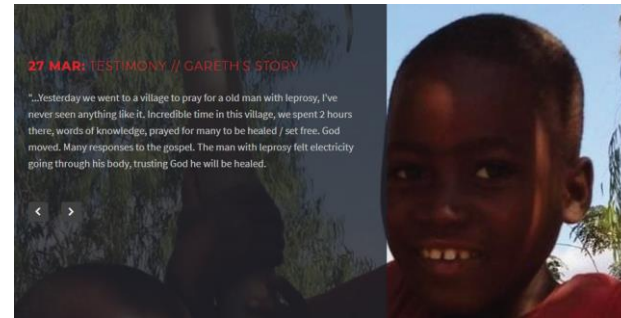 27 MAR: TESTIMONY // GARETH'S STORY
"...Yesterday we went to a village to pray for a old man with leprosy, I've
never seen anything like it. Incredible time in this village, we spent 2 hours
there, words of knowledge, prayed for many to be healed / set free. God
moved. Many responses to the gospel. The man with leprosy felt electricity
going through his body, trusting God he will be healed.